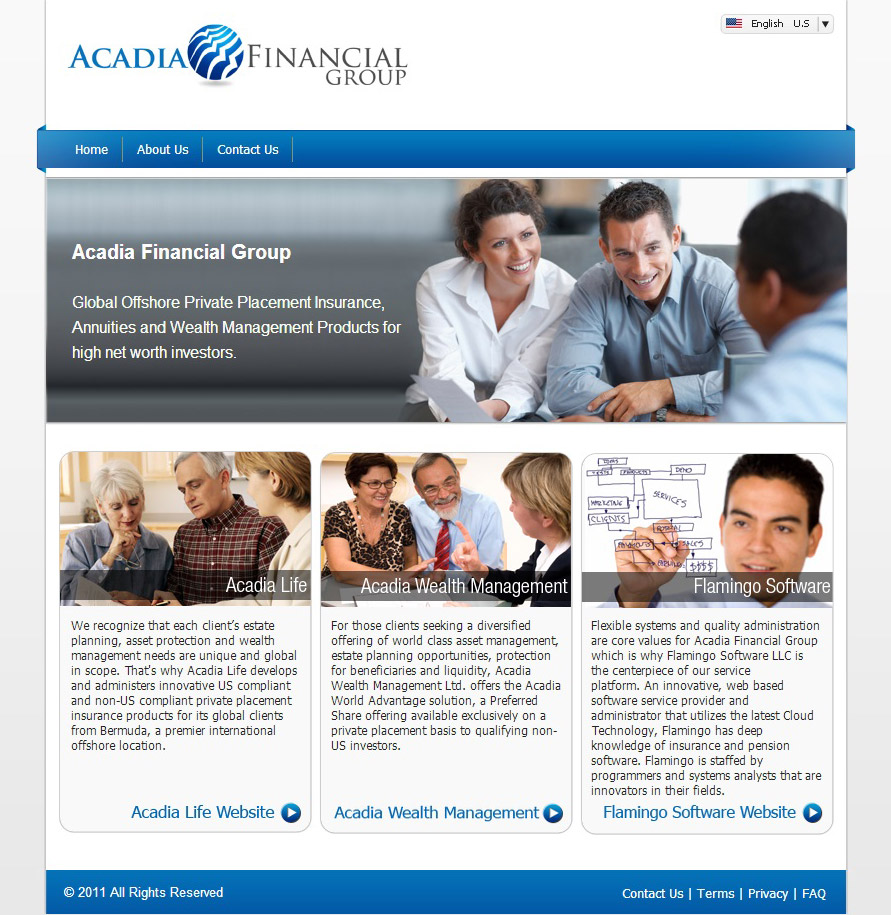 English U.S
ACADIA FINANCIAL
GROUP
Home About Us Contact Us
Acadia Financial Group
Global Offshore Private Placement Insurance,
Annuities and Wealth Management Products for
high net worth investors.
Acadia Life
We recognize that each client's estate
planning, asset protection and wealth
management needs are unique and global
in scope. That's why Acadia Life develops
and administers innovative US compliant
and non-US compliant private placement
insurance products for its global clients
from Bermuda, a premier international
offshore location.
Acadia Life Website
Acadia Wealth Management
For those clients seeking a diversified
offering of world class asset management,
estate planning opportunities, protection
for beneficiaries and liquidity, Acadia
Wealth Management Ltd. offers the Acadia
World Advantage solution, a Preferred
Share offering available exclusively on a
private placement basis to qualifying non-
US investors.
Acadia Wealth Management
DEMO
MARKETING
SERVICES
CLIENTS
SALES
$$$$
Flamingo Software
Flexible systems and quality administration
are core values for Acadia Financial Group
which is why Flamingo Software LLC is
the centerpiece of our service
platform. An innovative, web based
software service provider and
administrator that utilizes the latest Cloud
Technology, Flamingo has deep
knowledge of insurance and pension
software. Flamingo is staffed by
programmers and systems analysts that are
innovators in their fields.
Flamingo Software Website
© 2011 All Rights Reserved
Contact Us | Terms | Privacy | FAQ